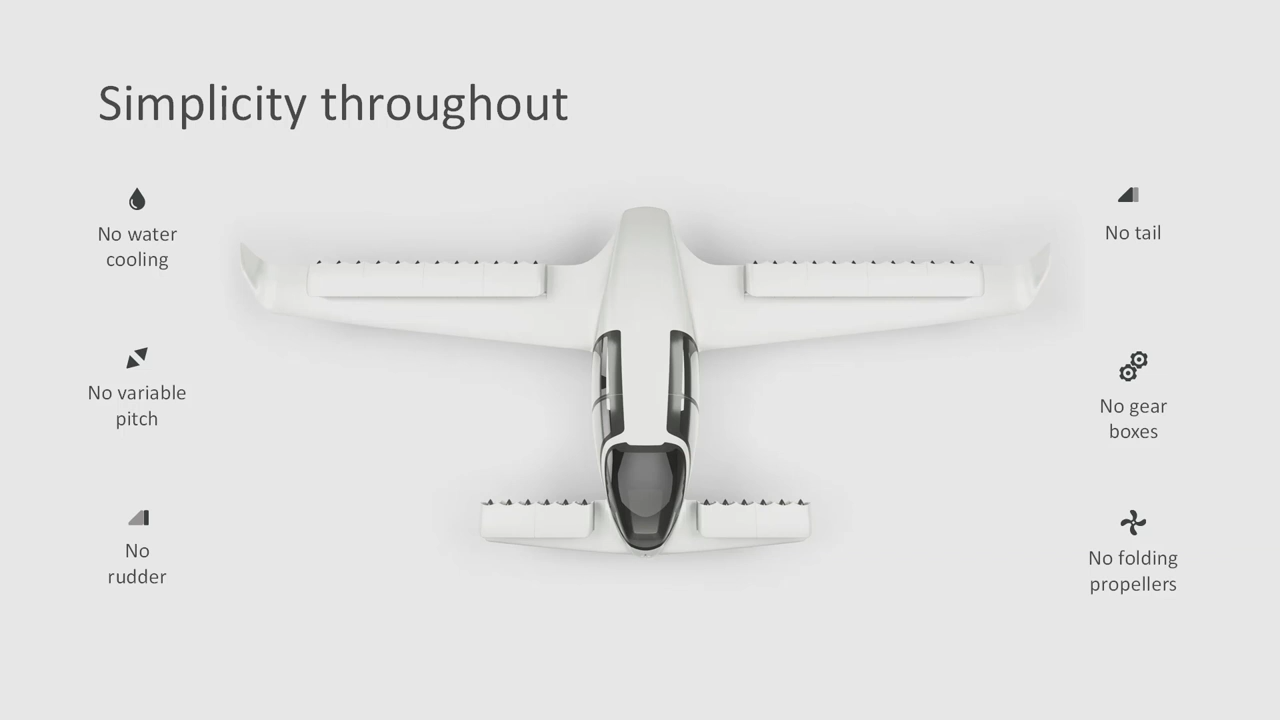 Simplicity throughout
No water
cooling
No variable
pitch
No
rudder
No tail
No gear
boxes
No folding
propellers